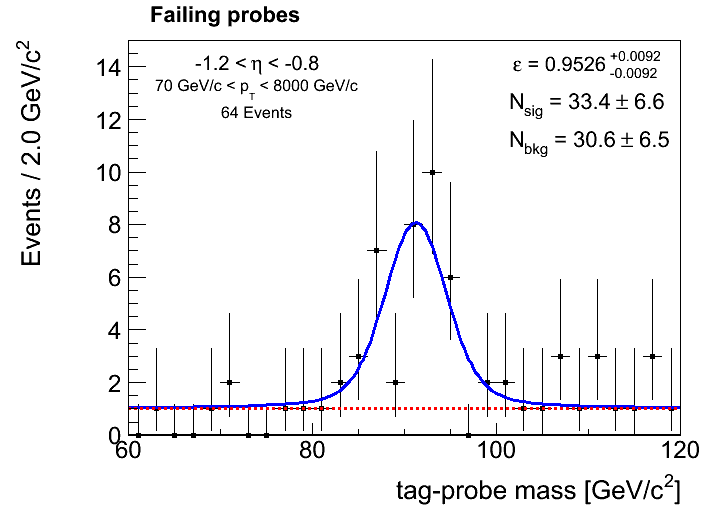 Failing probes
-1.2 < η < -0.8
70 GeV/c < p_T < 8000 GeV/c
64 Events
ε = 0.9526 +0.0092 -0.0092
N_sig = 33.4 ± 6.6
N_bkg = 30.6 ± 6.5
Events / 2.0 GeV/c²
14
12
10
8
6
4
2
0
60 80 100 120
tag-probe mass [GeV/c²]